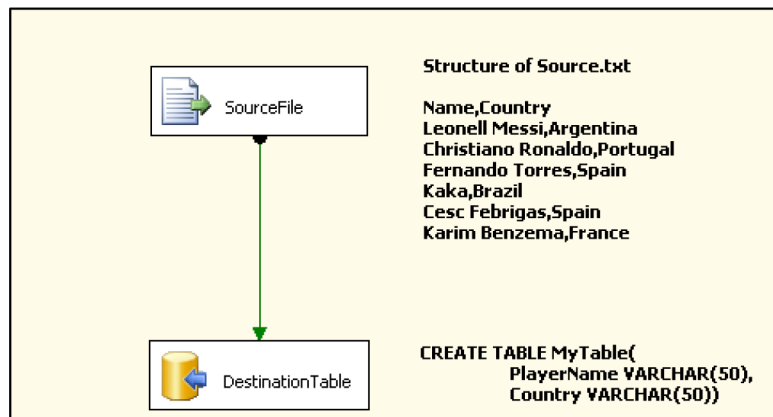 SourceFile
Structure of Source.txt
Name,Country
Leonell Messi,Argentina
Christiano Ronaldo,Portugal
Fernando Torres,Spain
Kaka,Brazil
Cesc Febrigas,Spain
Karim Benzema,France
DestinationTable
CREATE TABLE MyTable(
PlayerName VARCHAR(50),
Country VARCHAR(50))